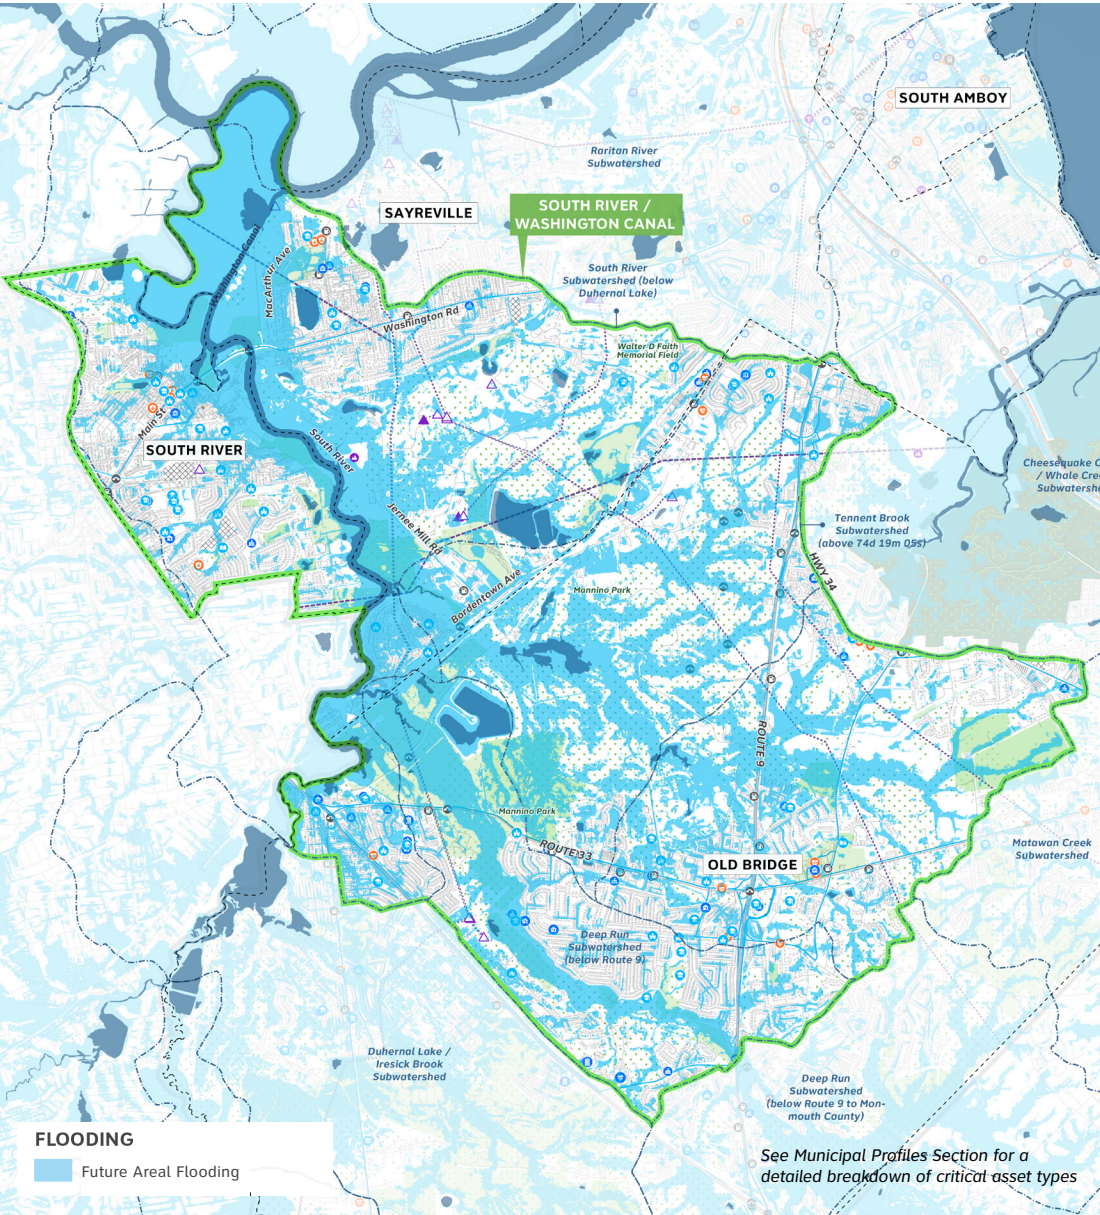 SOUTH AMBOY
Raritan River
Subwatershed
SAYREVILLE
SOUTH RIVER /
WASHINGTON CANAL
Washington Canal
MacArthur Ave
South River
Subwatershed (below
Duhernal Lake)
Washington Rd
Walter D Faith
Memorial Field
Main St
SOUTH RIVER
South River
Cheesequake C
/ Whale Cree
Subwatershe
Jernee Mill Rd
Tennent Brook
Subwatershed
(above 74d 19m 05s)
HWY 34
Bordentown Ave
Mannino Park
ROUTE 9
Mannino Park
ROUTE 33
OLD BRIDGE
Matawan Creek
Subwatershed
Deep Run
Subwatershed
(below Route 9)
Duhernal Lake /
Iresick Brook
Subwatershed
Deep Run
Subwatershed
(below Route 9 to Mon-
mouth County)
FLOODING
Future Areal Flooding
See Municipal Profiles Section for a
detailed breakdown of critical asset types